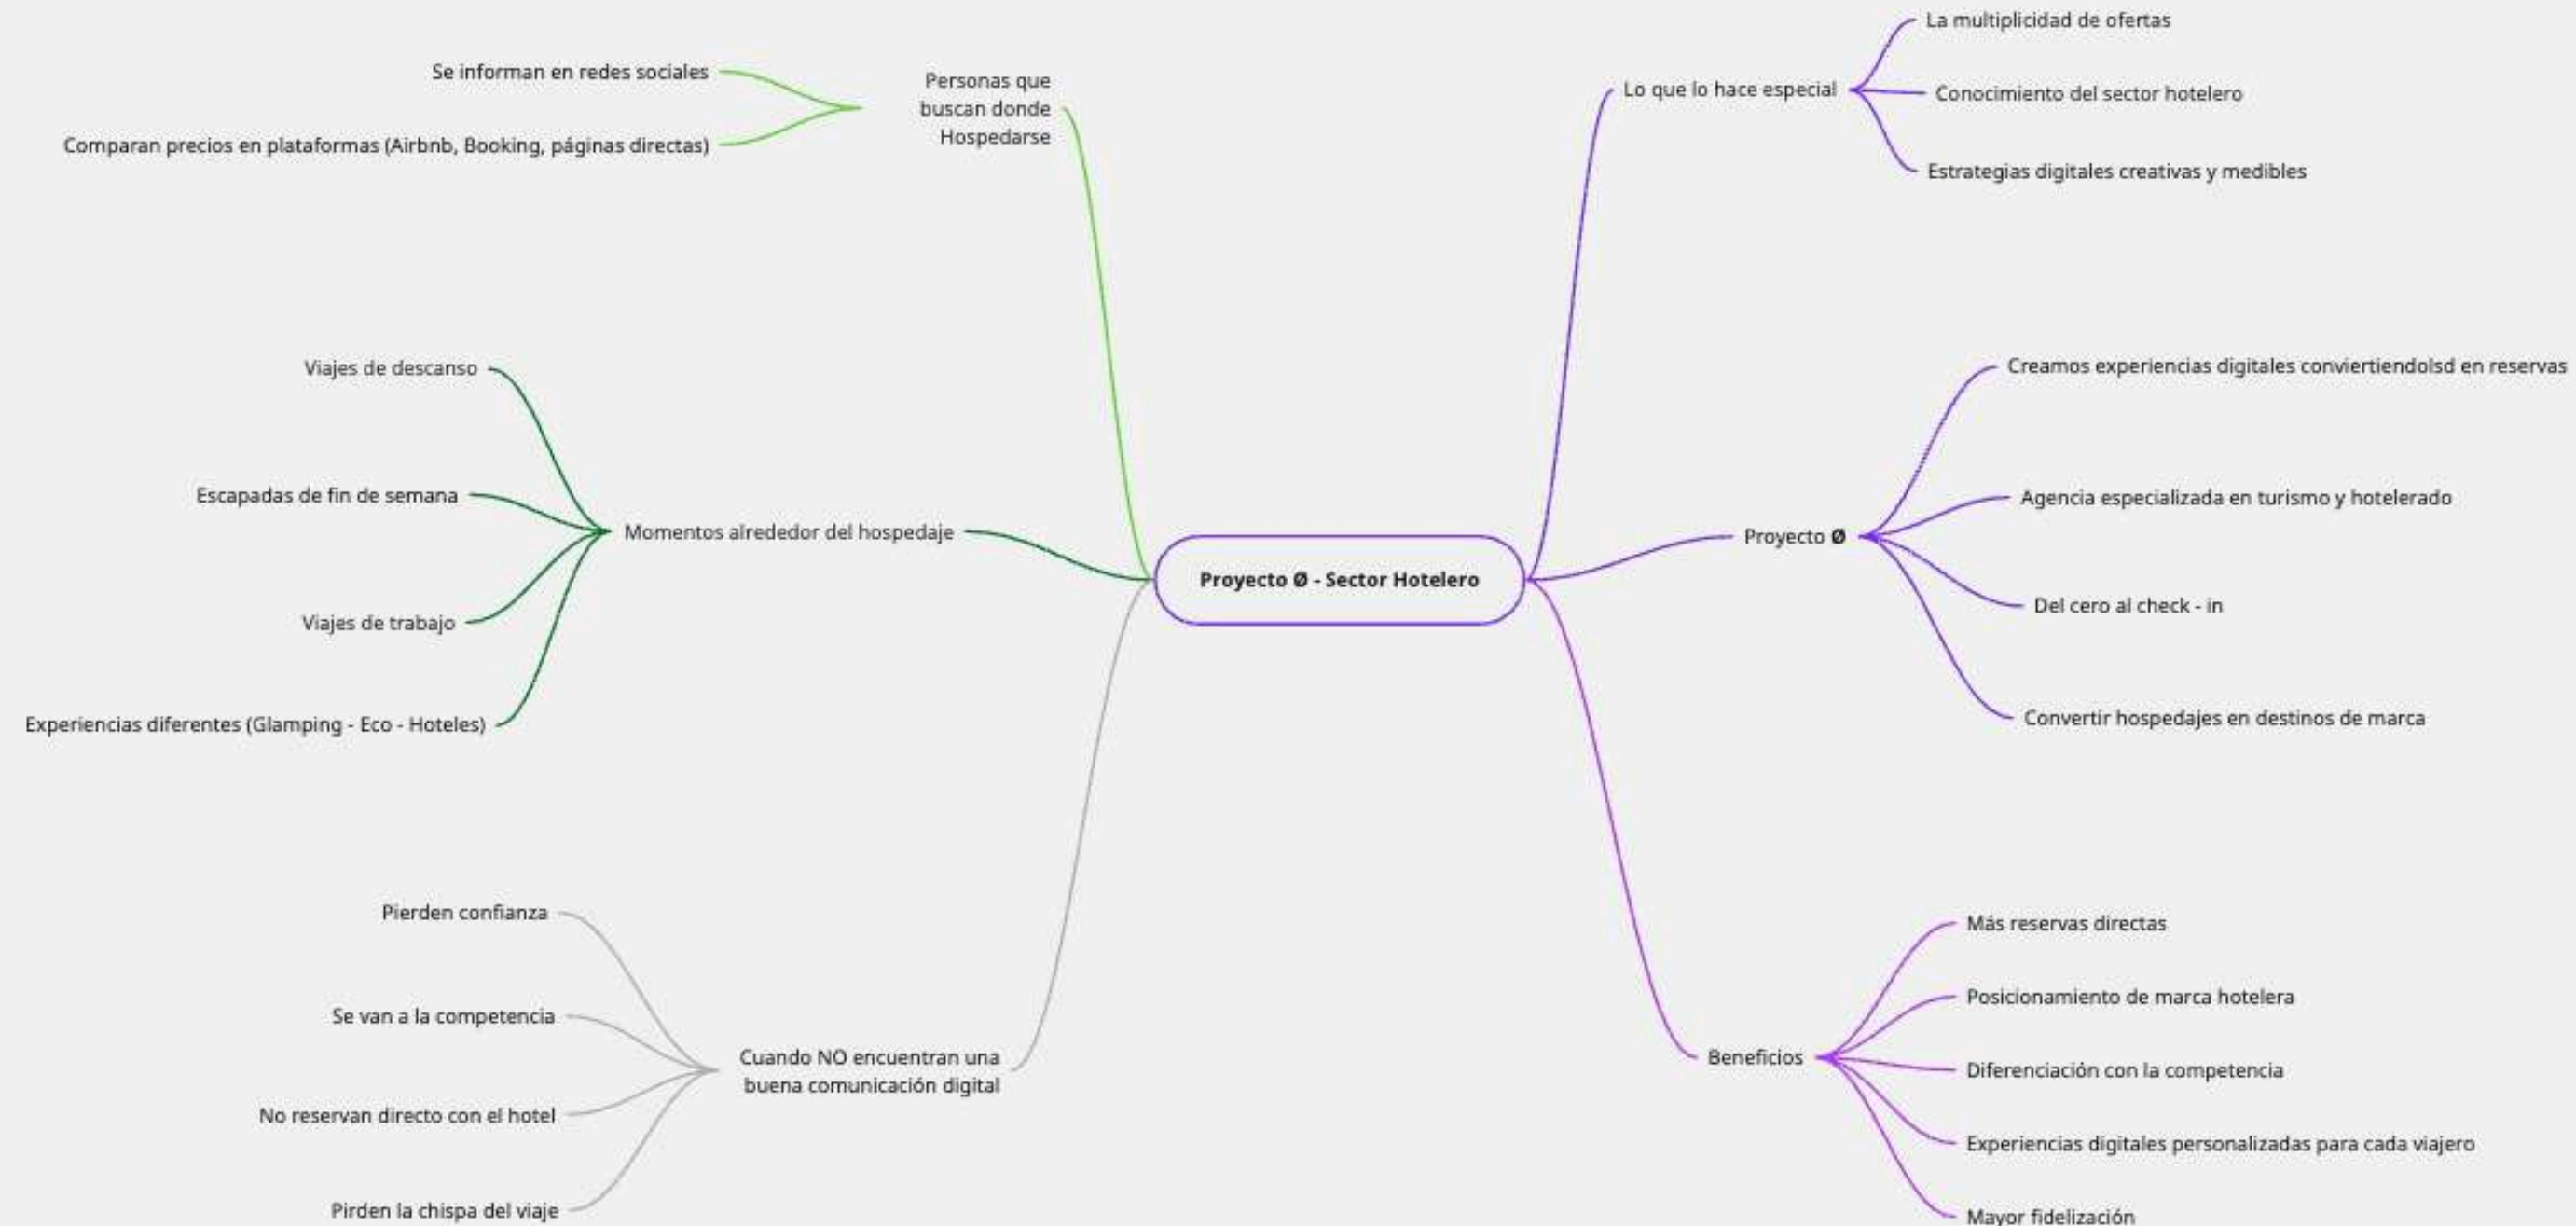 Se informan en redes sociales
Comparan precios en plataformas (Airbnb, Booking, páginas directas)
Personas que
buscan donde
Hospedarse
Viajes de descanso
Escapadas de fin de semana
Viajes de trabajo
Experiencias diferentes (Glamping - Eco - Hoteles)
Momentos alrededor del hospedaje
Pierden confianza
Se van a la competencia
No reservan directo con el hotel
Pirden la chispa del viaje
Cuando NO encuentran una
buena comunicación digital
Proyecto Ø - Sector Hotelero
Lo que lo hace especial
La multiplicidad de ofertas
Conocimiento del sector hotelero
Estrategias digitales creativas y medibles
Proyecto Ø
Creamos experiencias digitales conviertiendolsd en reservas
Agencia especializada en turismo y hotelerado
Del cero al check - in
Convertir hospedajes en destinos de marca
Beneficios
Más reservas directas
Posicionamiento de marca hotelera
Diferenciación con la competencia
Experiencias digitales personalizadas para cada viajero
Mayor fidelización